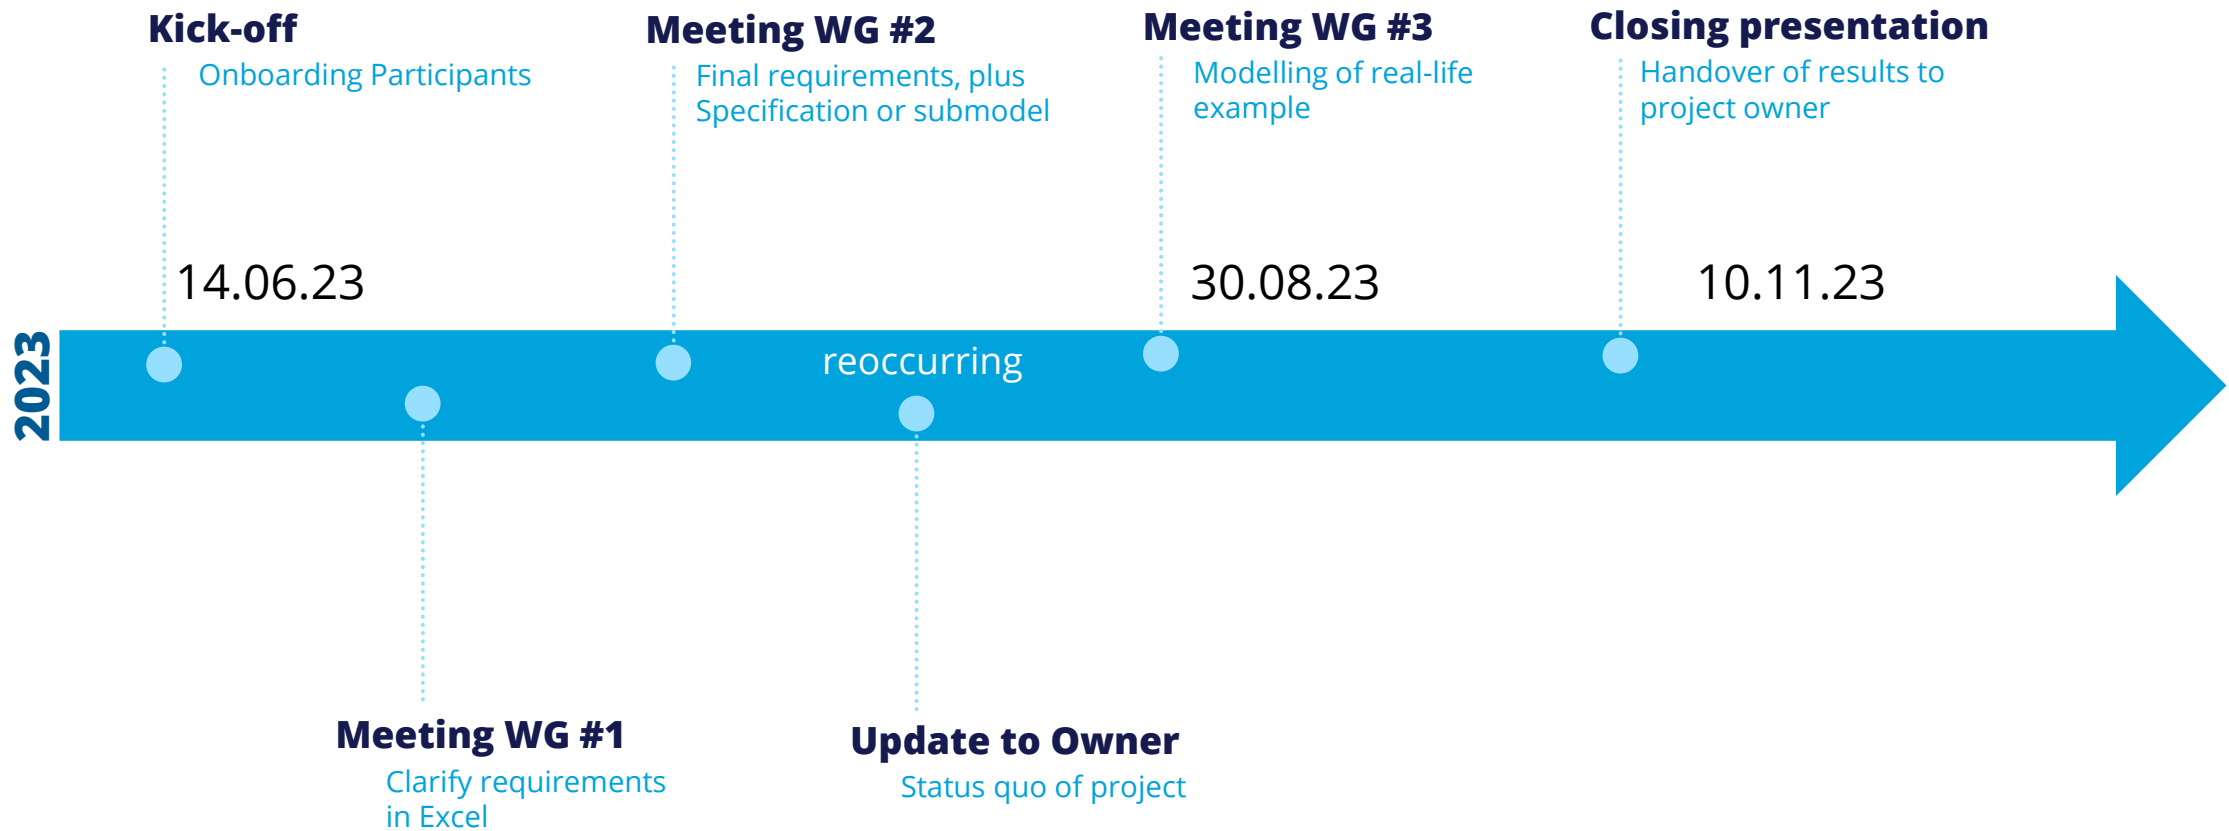 Kick-off
Onboarding Participants
Meeting WG #2
Final requirements, plus
Specification or submodel
Meeting WG #3
Modelling of real-life
example
Closing presentation
Handover of results to
project owner
14.06.23
30.08.23
10.11.23
2023
reoccurring
Meeting WG #1
Clarify requirements
in Excel
Update to Owner
Status quo of project